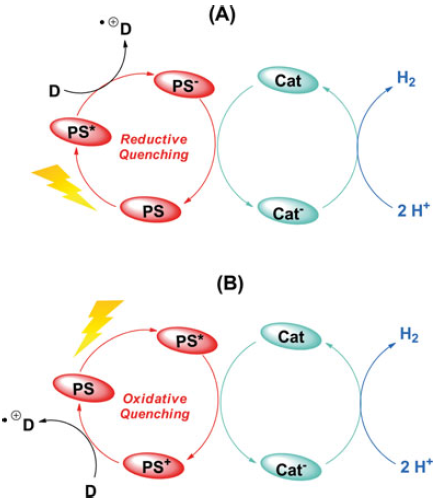 (A)
•⊕D
D
PS⁻
Cat
H₂
PS*
Reductive
Quenching
PS
Cat⁻
2 H⁺
(B)
PS*
Cat
H₂
PS
Oxidative
Quenching
•⊕D
PS⁺
Cat⁻
2 H⁺
D